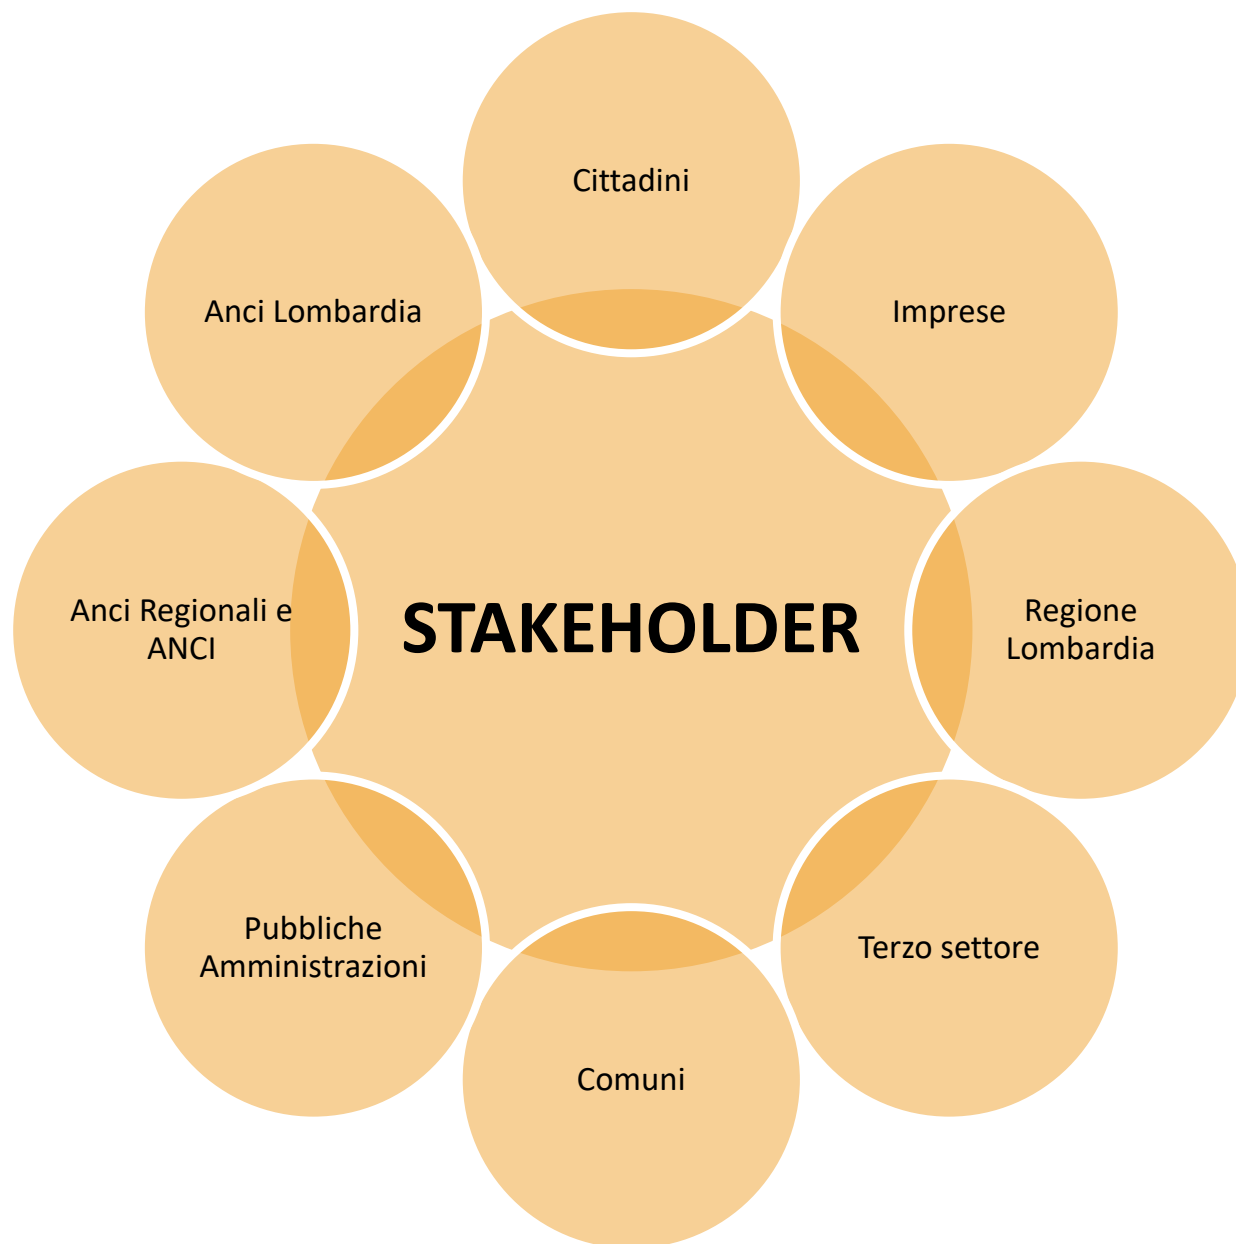 Cittadini
Anci Lombardia
Imprese
Anci Regionali e
ANCI
STAKEHOLDER
Regione
Lombardia
Pubbliche
Amministrazioni
Terzo settore
Comuni